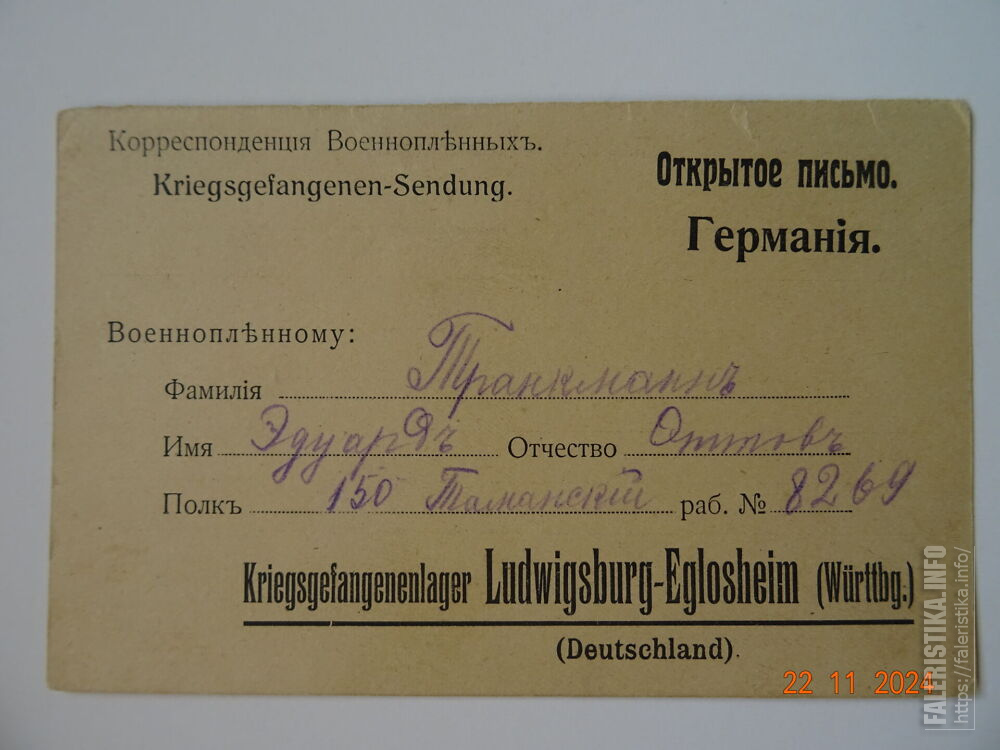 Корреспонденція Военноплѣнныхъ.
Kriegsgefangenen-Sendung.
Открытое письмо.
Германія.
Военноплѣнному:
Фамилія Транкманнъ
Имя Эдуардъ Отчество Оттовъ
Полкъ 150 Таманскій раб. № 8269
Kriegsgefangenenlager Ludwigsburg-Eglosheim (Württbg.)
(Deutschland).
22 11 2024
FALERISTIKA.INFO
https://faleristika.info/